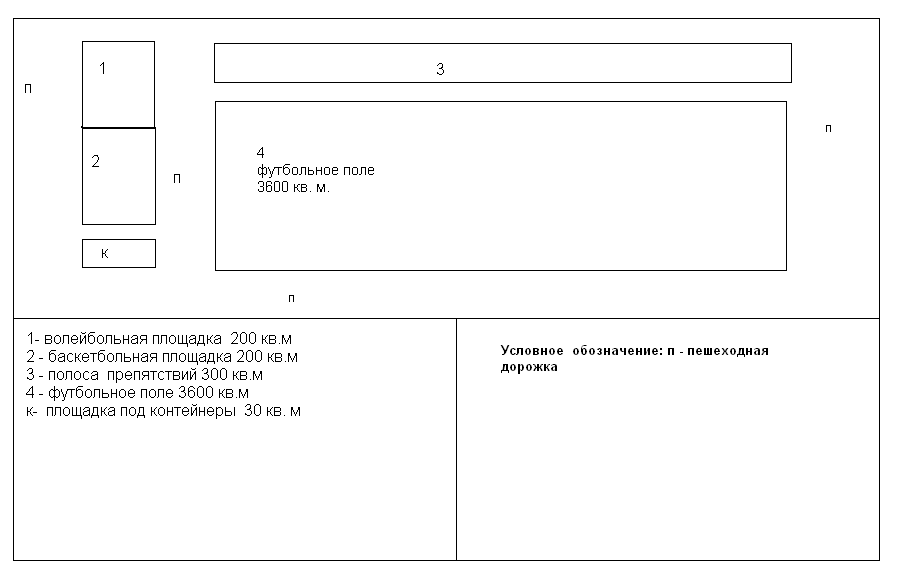 1
3
П
п
2
4
футбольное поле
3600 кв. м.
П
к
п
1- волейбольная площадка 200 кв.м
2 - баскетбольная площадка 200 кв.м
3 - полоса препятствий 300 кв.м
4 - футбольное поле 3600 кв.м
к- площадка под контейнеры 30 кв. м
Условное обозначение: п - пешеходная
дорожка